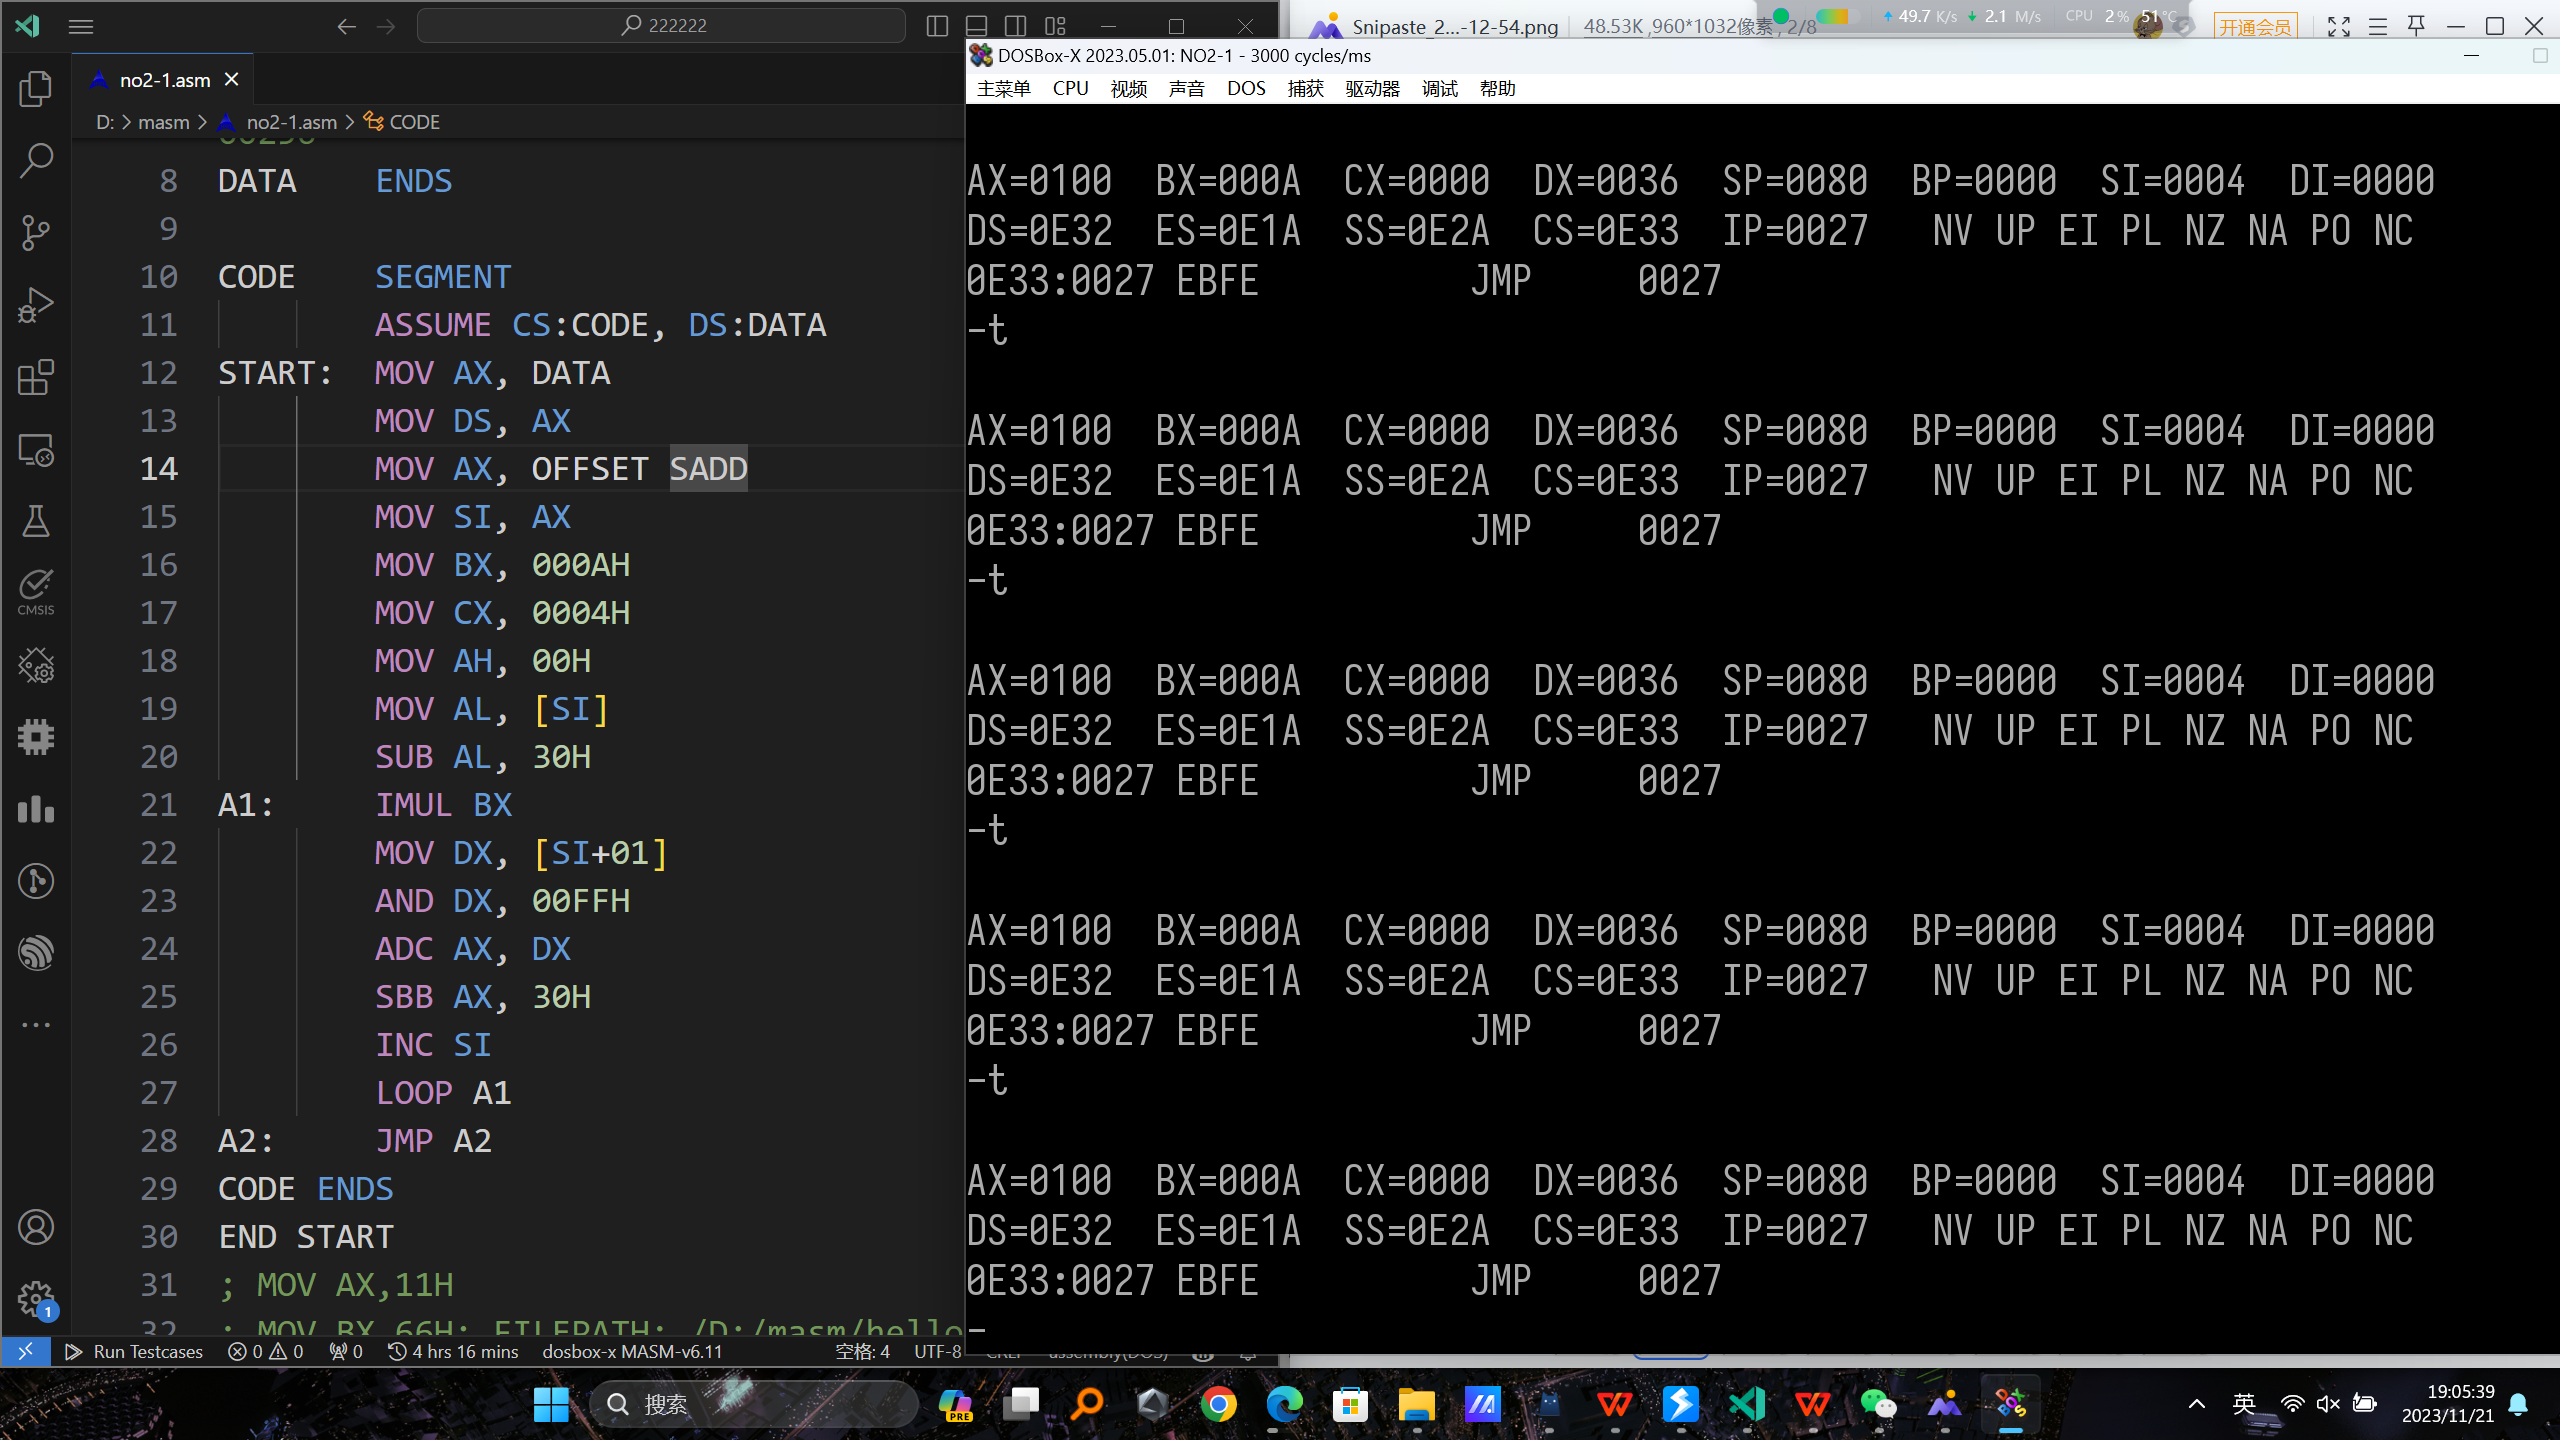 222222
no2-1.asm
D: > masm > no2-1.asm > CODE
00256
8 DATA ENDS
9
10 CODE SEGMENT
11 ASSUME CS:CODE, DS:DATA
12 START: MOV AX, DATA
13 MOV DS, AX
14 MOV AX, OFFSET SADD
15 MOV SI, AX
16 MOV BX, 000AH
17 MOV CX, 0004H
18 MOV AH, 00H
19 MOV AL, [SI]
20 SUB AL, 30H
21 A1: IMUL BX
22 MOV DX, [SI+01]
23 AND DX, 00FFH
24 ADC AX, DX
25 SBB AX, 30H
26 INC SI
27 LOOP A1
28 A2: JMP A2
29 CODE ENDS
30 END START
31 ; MOV AX,11H
32 ; MOV BX,66H; FILEPATH: /D:/masm/hello
CMSIS
1
Run Testcases 0 0 0 4 hrs 16 mins dosbox-x MASM-v6.11 空格: 4 UTF-8 CRLF assembly(DOS)
Snipaste_2...-12-54.png 48.53K ,960*1032像素 , 2/8
49.7 K/s 2.1 M/s CPU 2% 51°C
开通会员
DOSBox-X 2023.05.01: NO2-1 - 3000 cycles/ms
主菜单 CPU 视频 声音 DOS 捕获 驱动器 调试 帮助
AX=0100 BX=000A CX=0000 DX=0036 SP=0080 BP=0000 SI=0004 DI=0000
DS=0E32 ES=0E1A SS=0E2A CS=0E33 IP=0027 NV UP EI PL NZ NA PO NC
0E33:0027 EBFE JMP 0027
-t
AX=0100 BX=000A CX=0000 DX=0036 SP=0080 BP=0000 SI=0004 DI=0000
DS=0E32 ES=0E1A SS=0E2A CS=0E33 IP=0027 NV UP EI PL NZ NA PO NC
0E33:0027 EBFE JMP 0027
-t
AX=0100 BX=000A CX=0000 DX=0036 SP=0080 BP=0000 SI=0004 DI=0000
DS=0E32 ES=0E1A SS=0E2A CS=0E33 IP=0027 NV UP EI PL NZ NA PO NC
0E33:0027 EBFE JMP 0027
-t
AX=0100 BX=000A CX=0000 DX=0036 SP=0080 BP=0000 SI=0004 DI=0000
DS=0E32 ES=0E1A SS=0E2A CS=0E33 IP=0027 NV UP EI PL NZ NA PO NC
0E33:0027 EBFE JMP 0027
-t
AX=0100 BX=000A CX=0000 DX=0036 SP=0080 BP=0000 SI=0004 DI=0000
DS=0E32 ES=0E1A SS=0E2A CS=0E33 IP=0027 NV UP EI PL NZ NA PO NC
0E33:0027 EBFE JMP 0027
-
搜索
PRE
英
19:05:39
2023/11/21